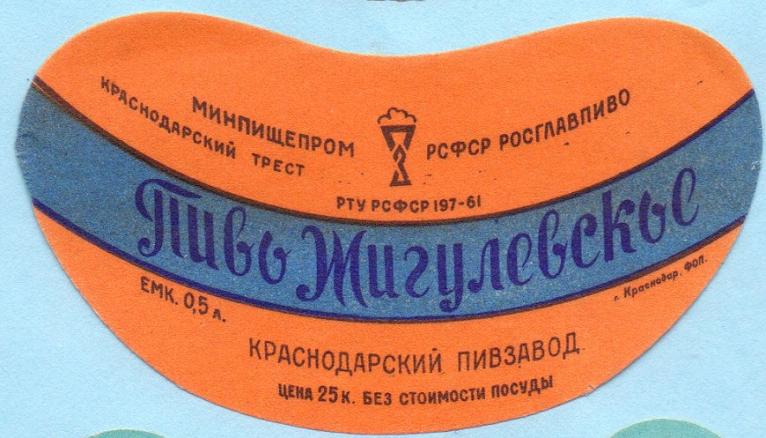 МИНПИЩЕПРОМ РСФСР РОСГЛАВПИВО
КРАСНОДАРСКИЙ ТРЕСТ
РТУ РСФСР 197-61
Пиво Жигулевское
ЕМК. 0,5 л.
г. Краснодар. ФОП.
КРАСНОДАРСКИЙ ПИВЗАВОД
ЦЕНА 25 К. БЕЗ СТОИМОСТИ ПОСУДЫ